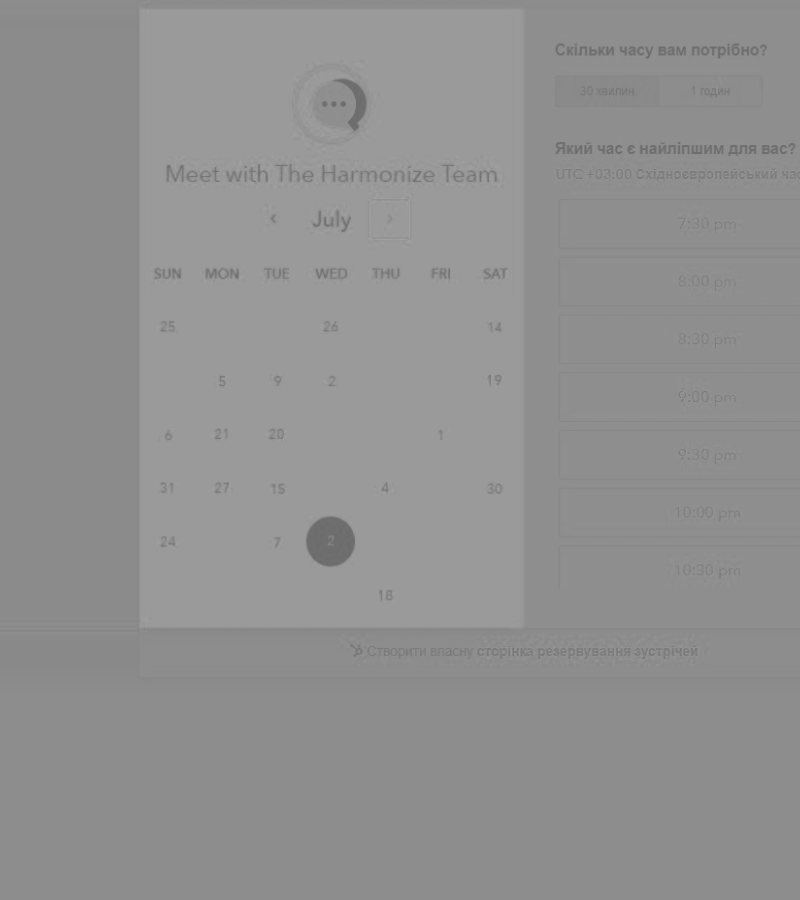 Meet with The Harmonize Team
July
SUN MON TUE WED THU FRI SAT
25 26 14
5 9 2 19
6 21 20 1
31 27 15 4 30
24 7 2
18
Скільки часу вам потрібно?
30 хвилин 1 годин
Який час є найліпшим для вас?
UTC +03:00 Східноєвропейський час
7:30 pm
8:00 pm
8:30 pm
9:00 pm
9:30 pm
10:00 pm
10:30 pm
Створити власну сторінка резервування зустрічей